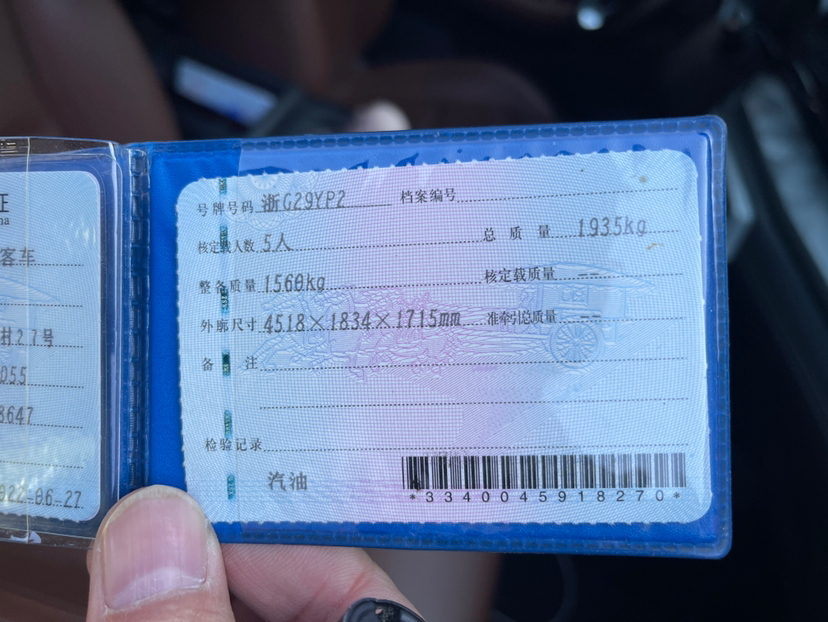 证
客车
村27号
055
8647
022-06-27
号牌号码 浙G29YP2 档案编号
核定载人数 5人 总质量 1935kg
整备质量 1560kg 核定载质量 --
外廓尺寸 4518×1834×1715mm 准牵引总质量 --
备注
检验记录
汽油
*3340045918270*